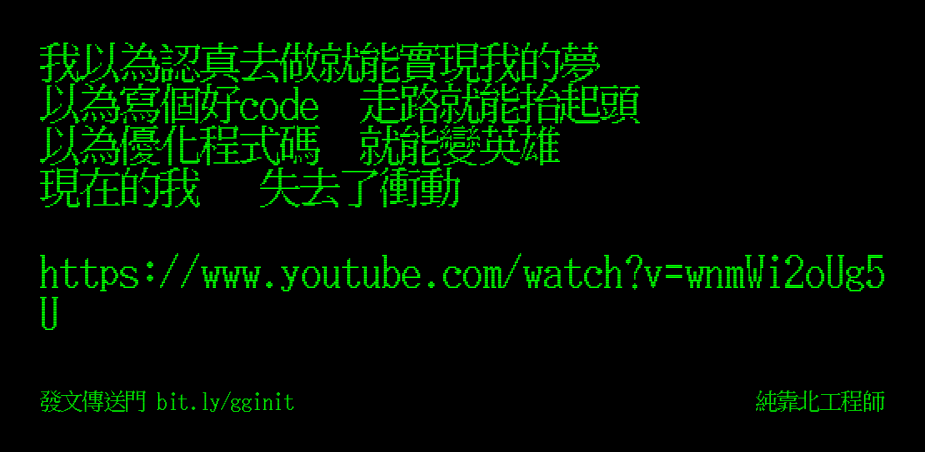 我以為認真去做就能實現我的夢
以為寫個好code　走路就能抬起頭
以為優化程式碼　就能變英雄
現在的我　 失去了衝動
https://www.youtube.com/watch?v=wnmWi2oUg5
U
發文傳送門 bit.ly/gginit
純靠北工程師